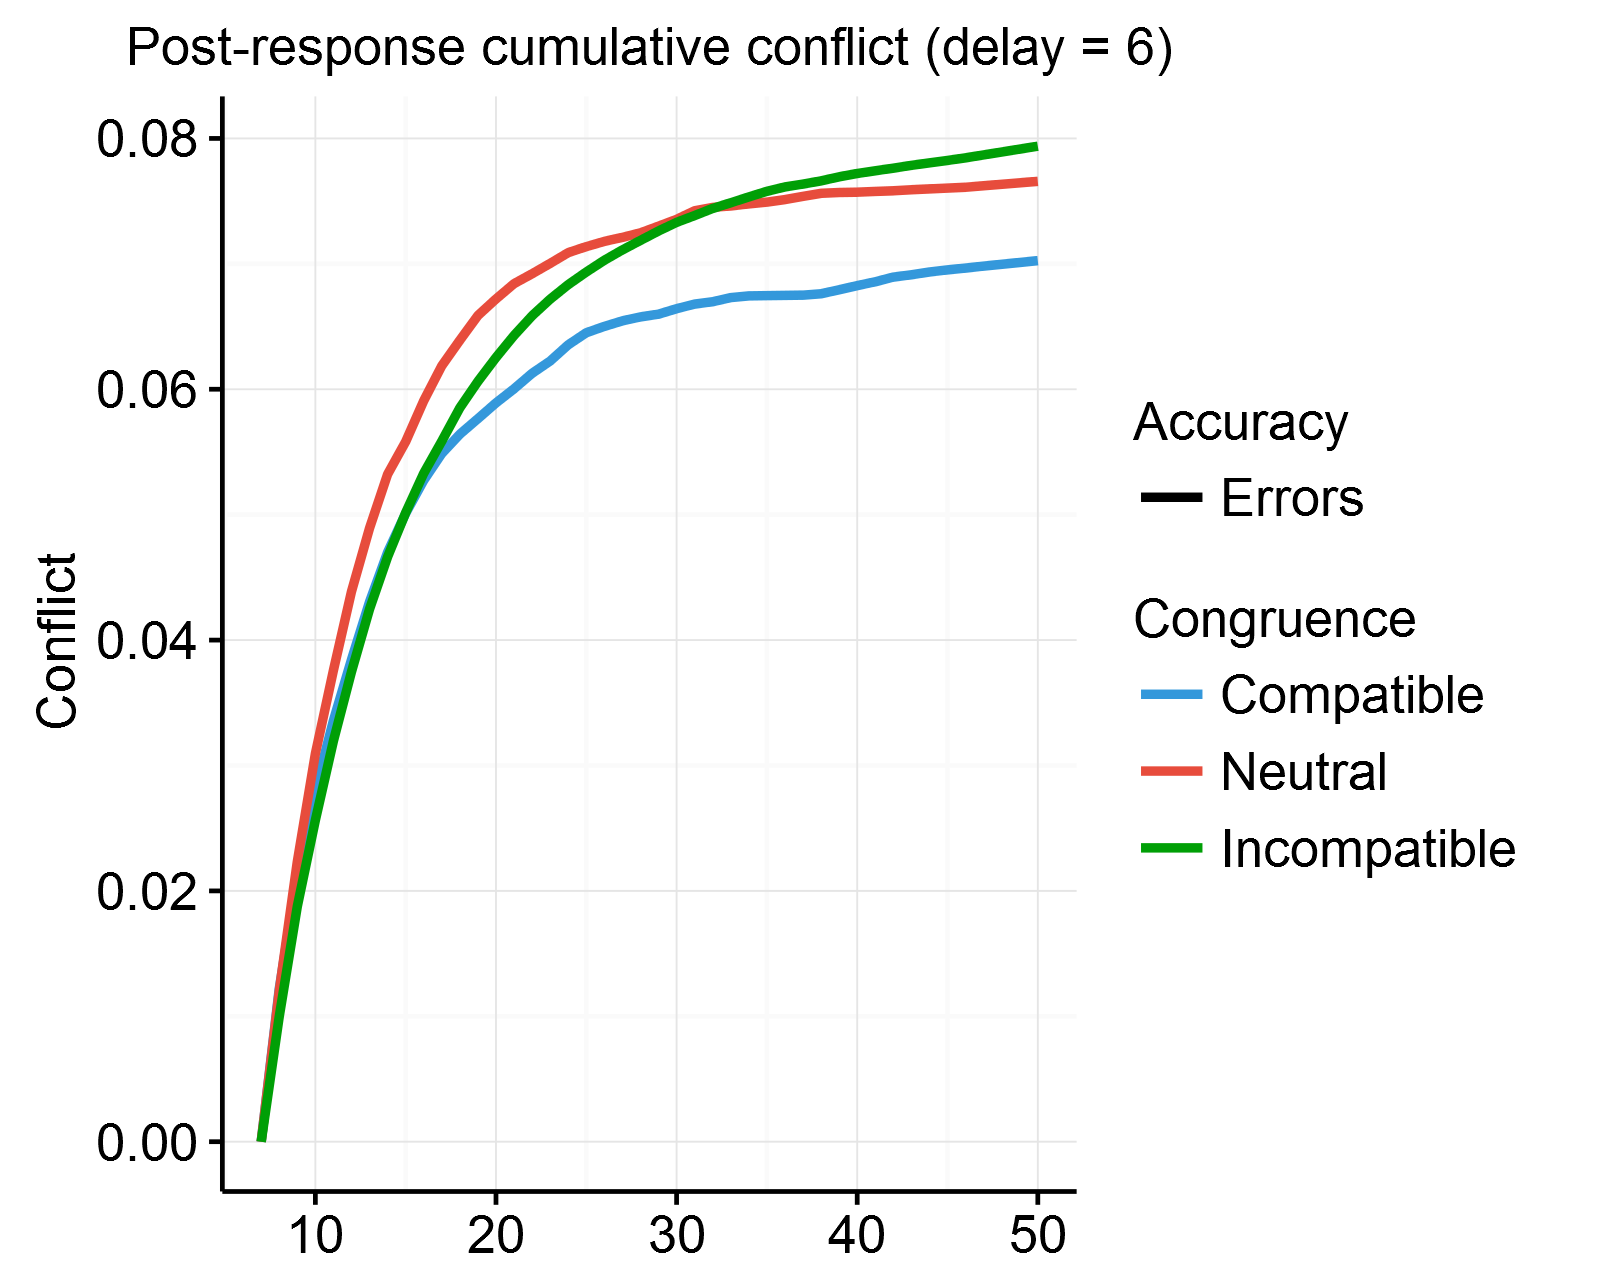 Post-response cumulative conflict (delay = 6)
0.08
0.06
0.04
0.02
0.00
Conflict
10 20 30 40 50
Accuracy
Errors
Congruence
Compatible
Neutral
Incompatible